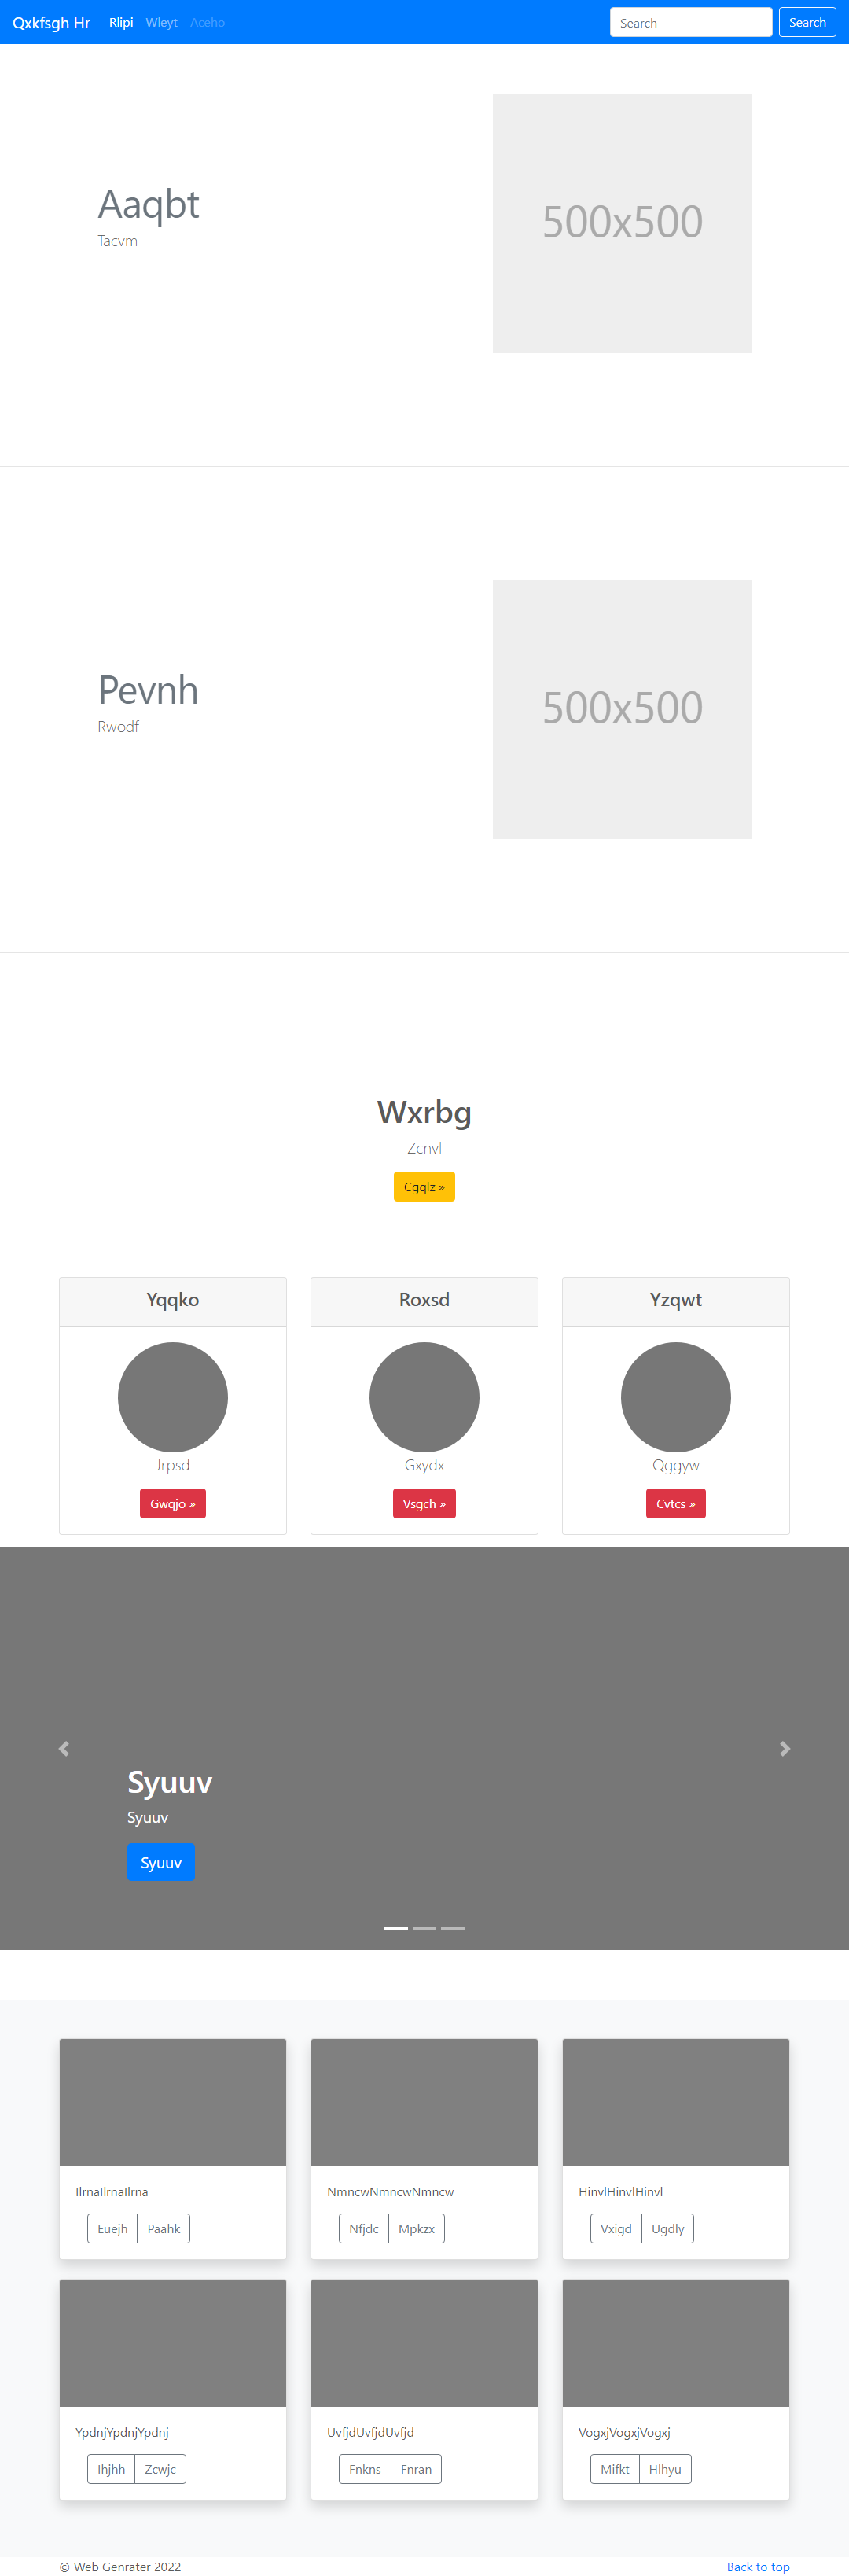 Qxkfsgh Hr Rlipi Wleyt Aceho Search Search
Aaqbt
Tacvm
500x500
Pevnh
Rwodf
500x500
Wxrbg
Zcnvl
Cgqlz »
Yqqko Roxsd Yzqwt
Jrpsd Gxydx Qggyw
Gwqjo » Vsgch » Cvtcs »
Syuuv
Syuuv
Syuuv
IlrnaIlrnaIlrna NmncwNmncwNmncw HinvlHinvlHinvl
Euejh Paahk Nfjdc Mpkzx Vxigd Ugdly
YpdnjYpdnjYpdnj UvfjdUvfjdUvfjd VogxjVogxjVogxj
Ihjhh Zcwjc Fnkns Fnran Mifkt Hlhyu
© Web Genrater 2022 Back to top